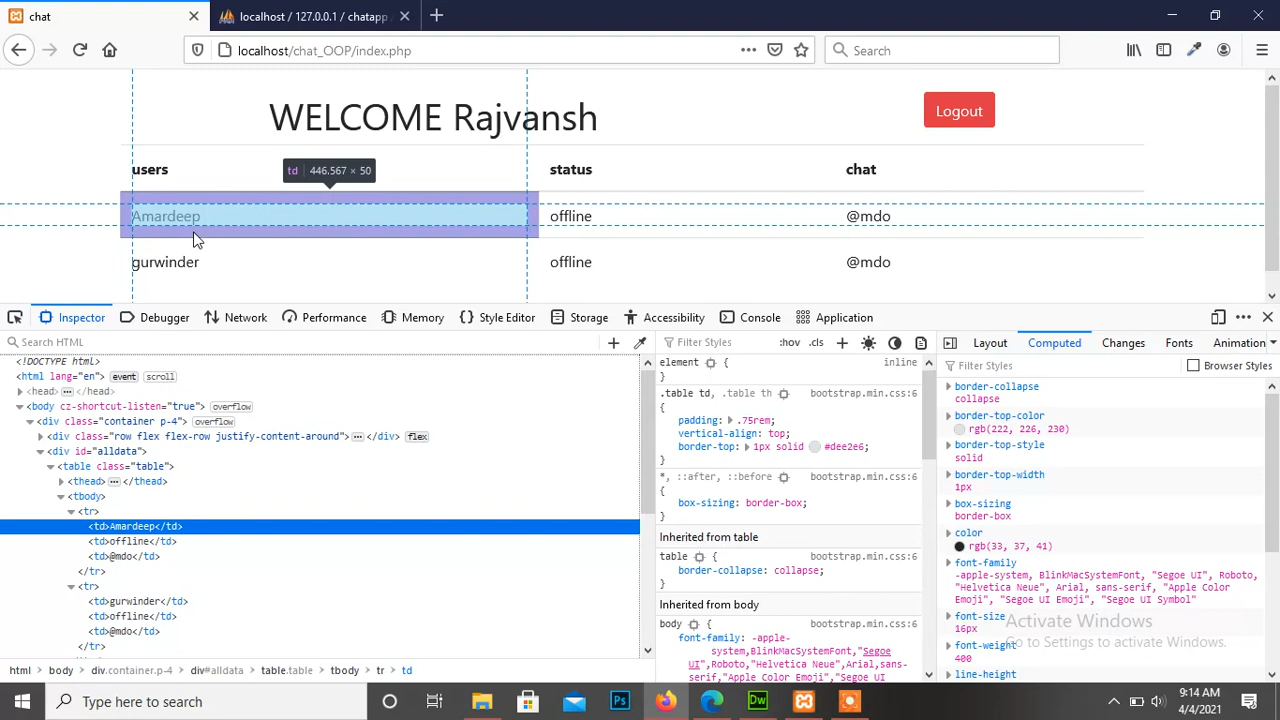 chat
localhost / 127.0.0.1 / chatapp
localhost/chat_OOP/index.php
Search
WELCOME Rajvansh
Logout
users status chat
td 446.567 × 50
Amardeep offline @mdo
gurwinder offline @mdo
Inspector Debugger Network Performance Memory Style Editor Storage Accessibility Console Application
Search HTML
Filter Styles :hov .cls
Layout Computed Changes Fonts Animation
Filter Styles Browser Styles
<!DOCTYPE html>
<html lang="en"> event scroll
<head> ••• </head>
<body cz-shortcut-listen="true"> overflow
<div class="container p-4"> overflow
<div class="row flex flex-row justify-content-around"> ••• </div> flex
<div id="alldata">
<table class="table">
<thead> ••• </thead>
<tbody>
<tr>
<td>Amardeep</td>
<td>offline</td>
<td>@mdo</td>
</tr>
<tr>
<td>gurwinder</td>
<td>offline</td>
<td>@mdo</td>
html body div.container.p-4 div#alldata table.table tbody tr td
element { inline
}
.table td, .table th bootstrap.min.css:6
{
padding: .75rem;
vertical-align: top;
border-top: 1px solid #dee2e6;
}
*, ::after, ::before bootstrap.min.css:6
{
box-sizing: border-box;
}
Inherited from table
table { bootstrap.min.css:6
border-collapse: collapse;
}
Inherited from body
body { bootstrap.min.css:6
font-family: -apple-
system,BlinkMacSystemFont,"Segoe
UI",Roboto,"Helvetica Neue",Arial,sans-
serif,"Apple Color Emoji","Segoe UI
border-collapse
collapse
border-top-color
rgb(222, 226, 230)
border-top-style
solid
border-top-width
1px
box-sizing
border-box
color
rgb(33, 37, 41)
font-family
-apple-system, BlinkMacSystemFont, "Segoe UI", Roboto,
"Helvetica Neue", Arial, sans-serif, "Apple Color
Emoji", "Segoe UI Emoji", "Segoe UI Symbol"
font-size
16px
font-weight
400
line-height
Activate Windows
Go to Settings to activate Windows.
Type here to search
Ps
Dw
9:14 AM
4/4/2021